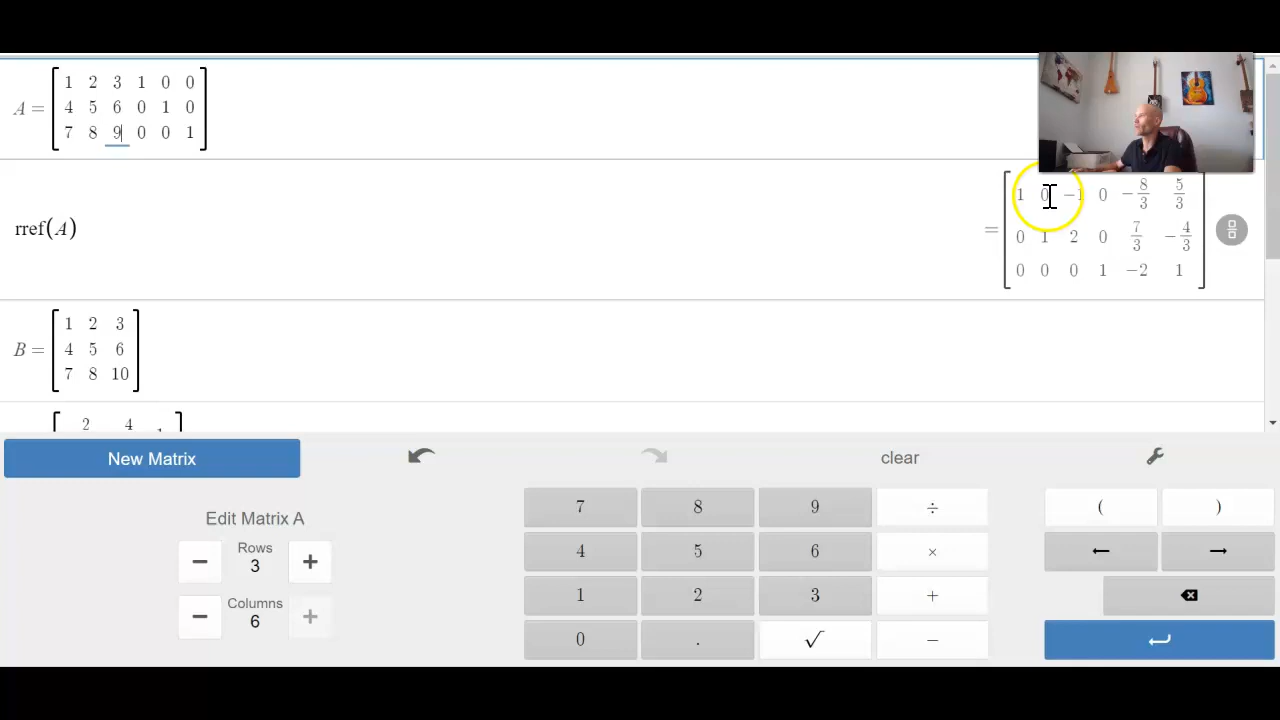 A = [ 1 2 3 1 0 0
4 5 6 0 1 0
7 8 9 0 0 1 ]
rref(A)
= [ 1 0 −1 0 −8/3 5/3
0 1 2 0 7/3 −4/3
0 0 0 1 −2 1 ]
B = [ 1 2 3
4 5 6
7 8 10 ]
2 4 1
New Matrix
clear
Edit Matrix A
− Rows 3 +
− Columns 6 +
7 8 9 ÷ ( )
4 5 6 × ← →
1 2 3 +
0 . √ −